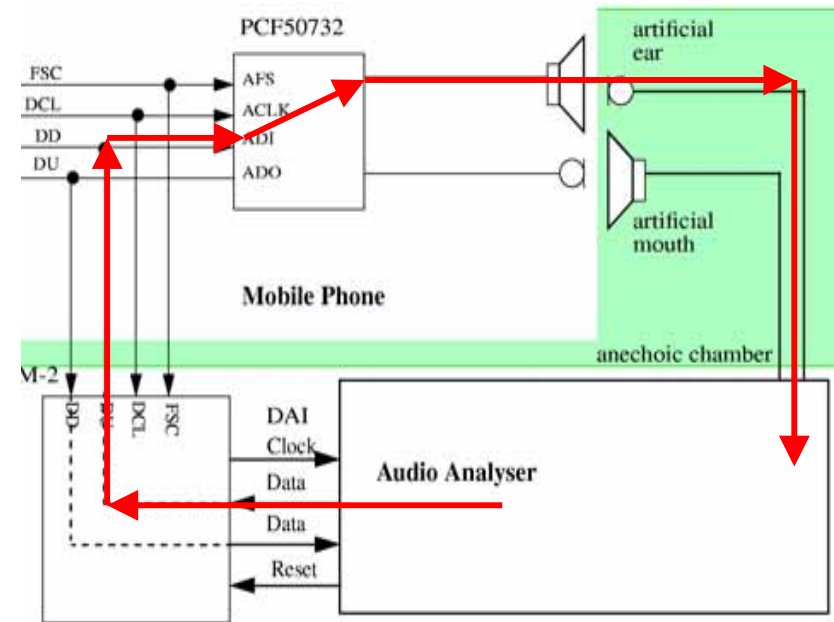 PCF50732
artificial
ear
FSC
AFS
DCL
ACLK
DD
ADI
DU
ADO
artificial
mouth
Mobile Phone
anechoic chamber
M-2
DD
DU
DCL
FSC
DAI
Clock
Audio Analyser
Data
Data
Reset